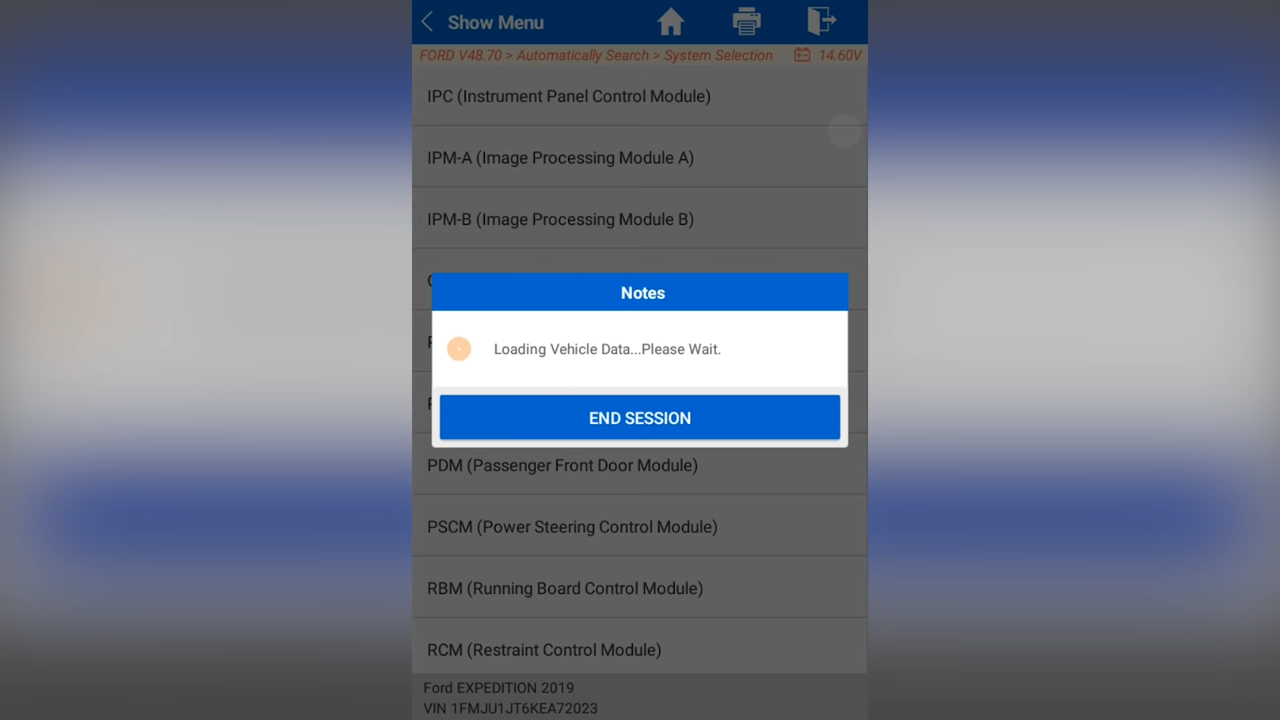 Show Menu
FORD V48.70 > Automatically Search > System Selection 14.60V
IPC (Instrument Panel Control Module)
IPM-A (Image Processing Module A)
IPM-B (Image Processing Module B)
Notes
Loading Vehicle Data...Please Wait.
END SESSION
PDM (Passenger Front Door Module)
PSCM (Power Steering Control Module)
RBM (Running Board Control Module)
RCM (Restraint Control Module)
Ford EXPEDITION 2019
VIN 1FMJU1JT6KEA72023